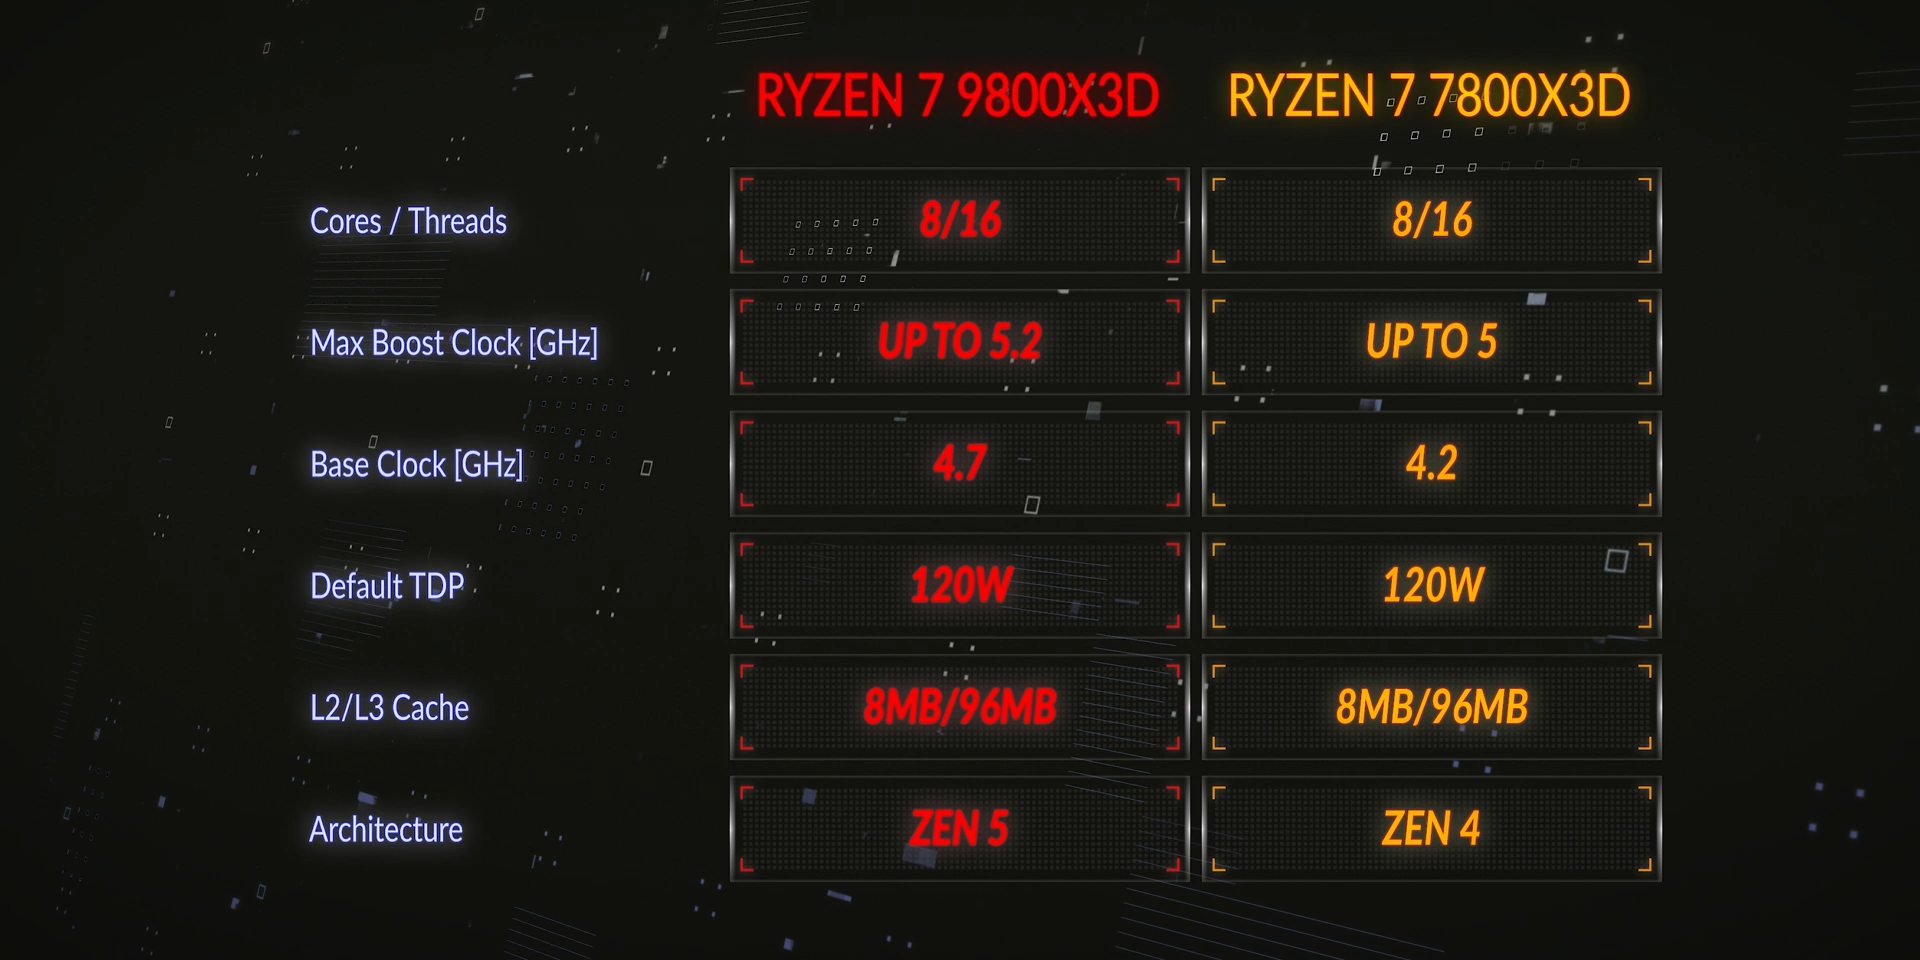 RYZEN 7 9800X3D RYZEN 7 7800X3D
Cores / Threads 8/16 8/16
Max Boost Clock [GHz] UP TO 5.2 UP TO 5
Base Clock [GHz] 4.7 4.2
Default TDP 120W 120W
L2/L3 Cache 8MB/96MB 8MB/96MB
Architecture ZEN 5 ZEN 4